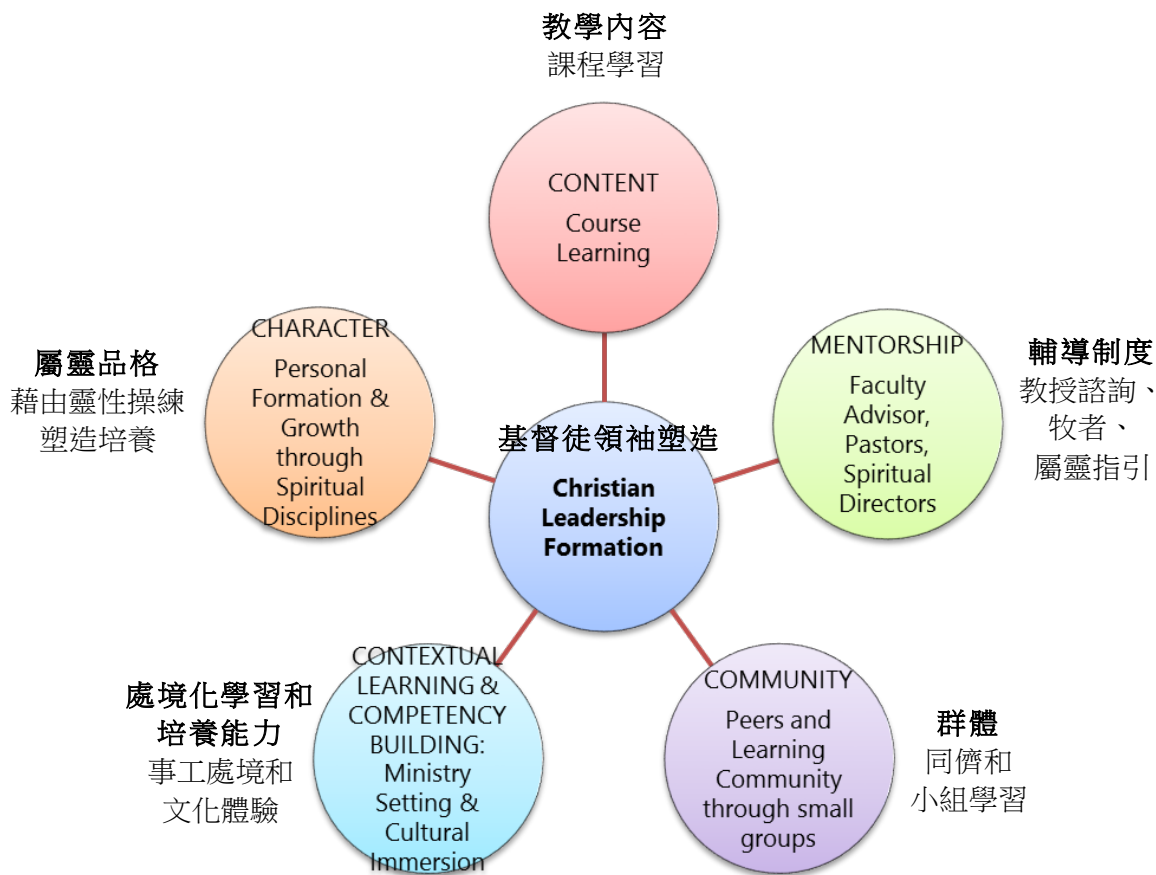 教學內容
課程學習
CONTENT
Course
Learning
CHARACTER
Personal
Formation &
Growth
through
Spiritual
Disciplines
屬靈品格
藉由靈性操練
塑造培養
MENTORSHIP
Faculty
Advisor,
Pastors,
Spiritual
Directors
輔導制度
教授諮詢、
牧者、
屬靈指引
基督徒領袖塑造
Christian
Leadership
Formation
CONTEXTUAL
LEARNING &
COMPETENCY
BUILDING:
Ministry
Setting &
Cultural
Immersion
處境化學習和
培養能力
事工處境和
文化體驗
COMMUNITY
Peers and
Learning
Community
through small
groups
群體
同儕和
小組學習